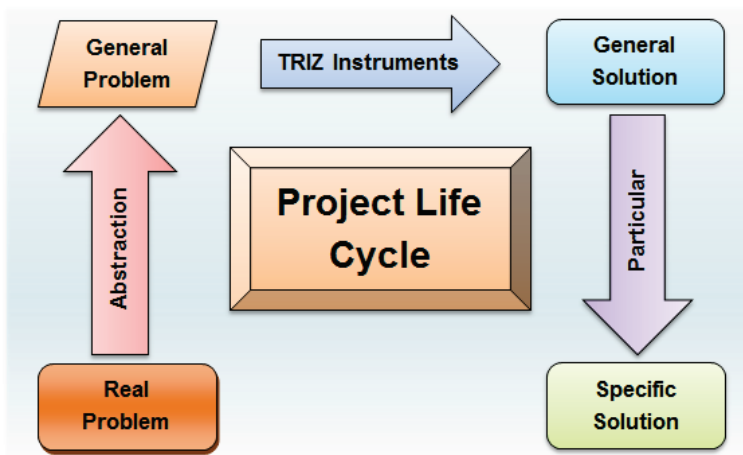 General
Problem
TRIZ Instruments
General
Solution
Abstraction
Project Life
Cycle
Particular
Real
Problem
Specific
Solution